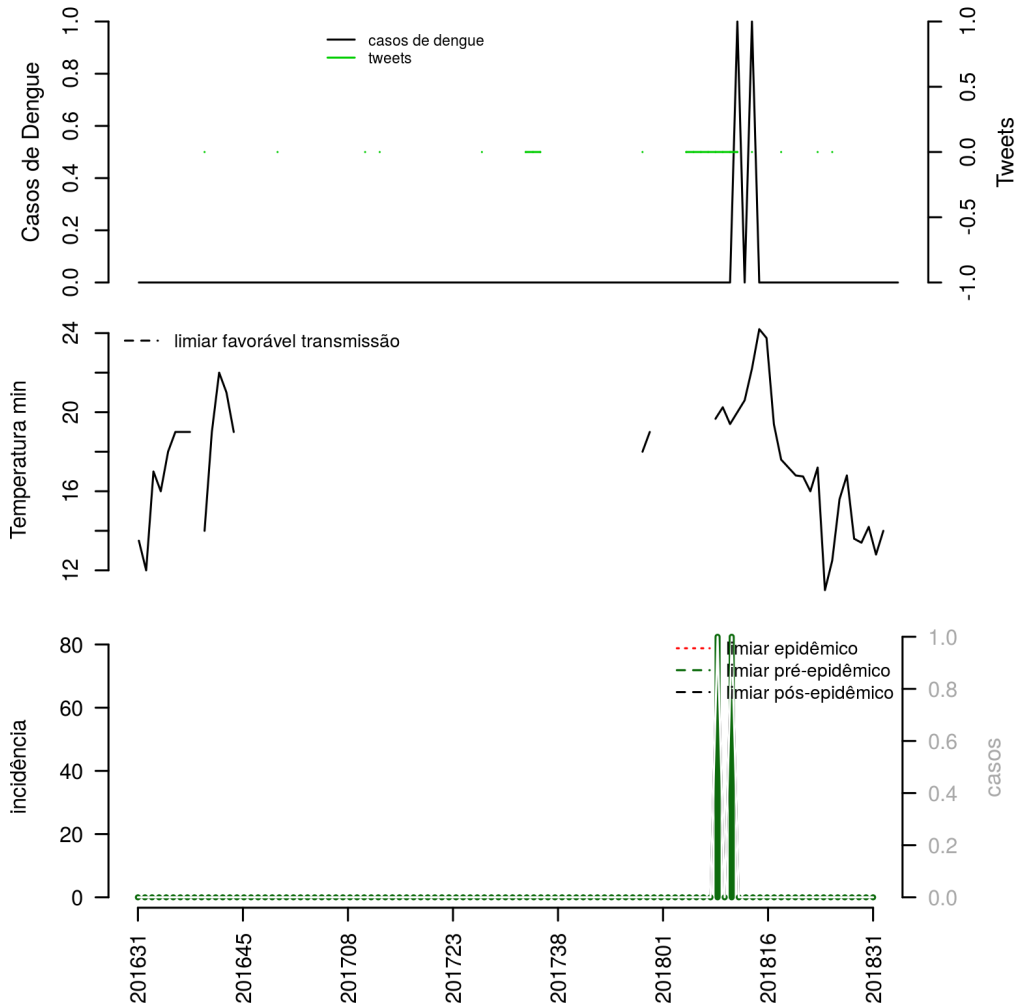 casos de dengue
tweets
Casos de Dengue
0.0 0.2 0.4 0.6 0.8 1.0
Tweets
-1.0 -0.5 0.0 0.5 1.0
limiar favorável transmissão
Temperatura min
12 16 20 24
limiar epidêmico
limiar pré-epidêmico
limiar pós-epidêmico
incidência
80
60
40
20
0
casos
1.0
0.8
0.6
0.4
0.2
0.0
201631 201645 201708 201723 201738 201801 201816 201831